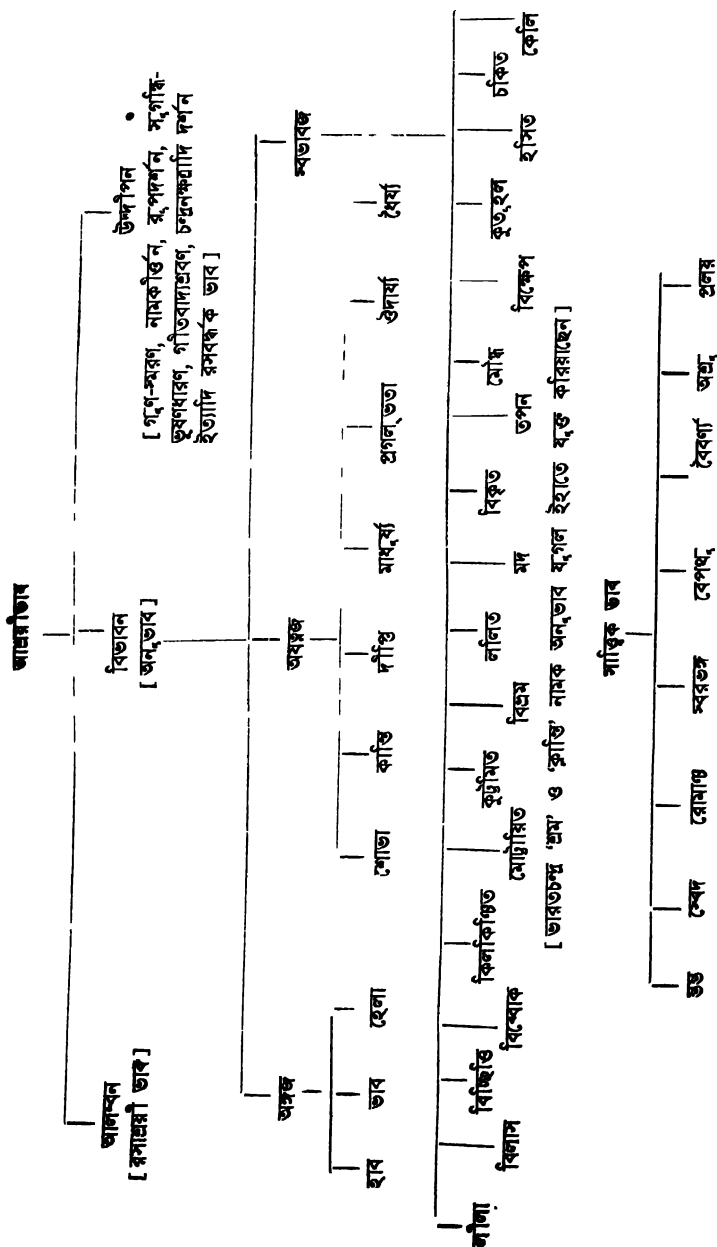 আশ্রয়ীভাব
আলম্বন
[ রসাশ্রয়ী ভাব ]
বিভাবন
[ অনুভাব ]
উদ্দীপন
[ গুণ-স্মরণ, নামকীর্ত্তন, রূপদর্শন, সুগন্ধি-
ভূষণধারণ, গীতবাদ্যশ্রবণ, চন্দ্রনক্ষত্রাদি দর্শন
ইত্যাদি রসবর্দ্ধক ভাব ]
অঙ্গজ
অযত্নজ
স্বভাবজ
হাব
ভাব
হেলা
শোভা
কান্তি
দীপ্তি
মাধুর্য্য
প্রগল্ভতা
ঔদার্য্য
ধৈর্য্য
লীলা
বিলাস
বিচ্ছিত্তি
বিব্বোক
কিলকিঞ্চিত
মোট্টায়িত
কুট্টমিত
বিভ্রম
ললিত
মদ
বিকৃত
তপন
মৌগ্ধ
বিক্ষেপ
কুতূহল
হসিত
চকিত
কেলি
[ ভারতচন্দ্র ‘শ্রম’ ও ‘ক্লান্তি’ নামক অনুভাব যুগল ইহাতে যুক্ত করিয়াছেন ]
সাত্ত্বিক ভাব
স্তম্ভ
স্বেদ
রোমাঞ্চ
স্বরভঙ্গ
বেপথু
বৈবর্ণ্য
অশ্রু
প্রলয়